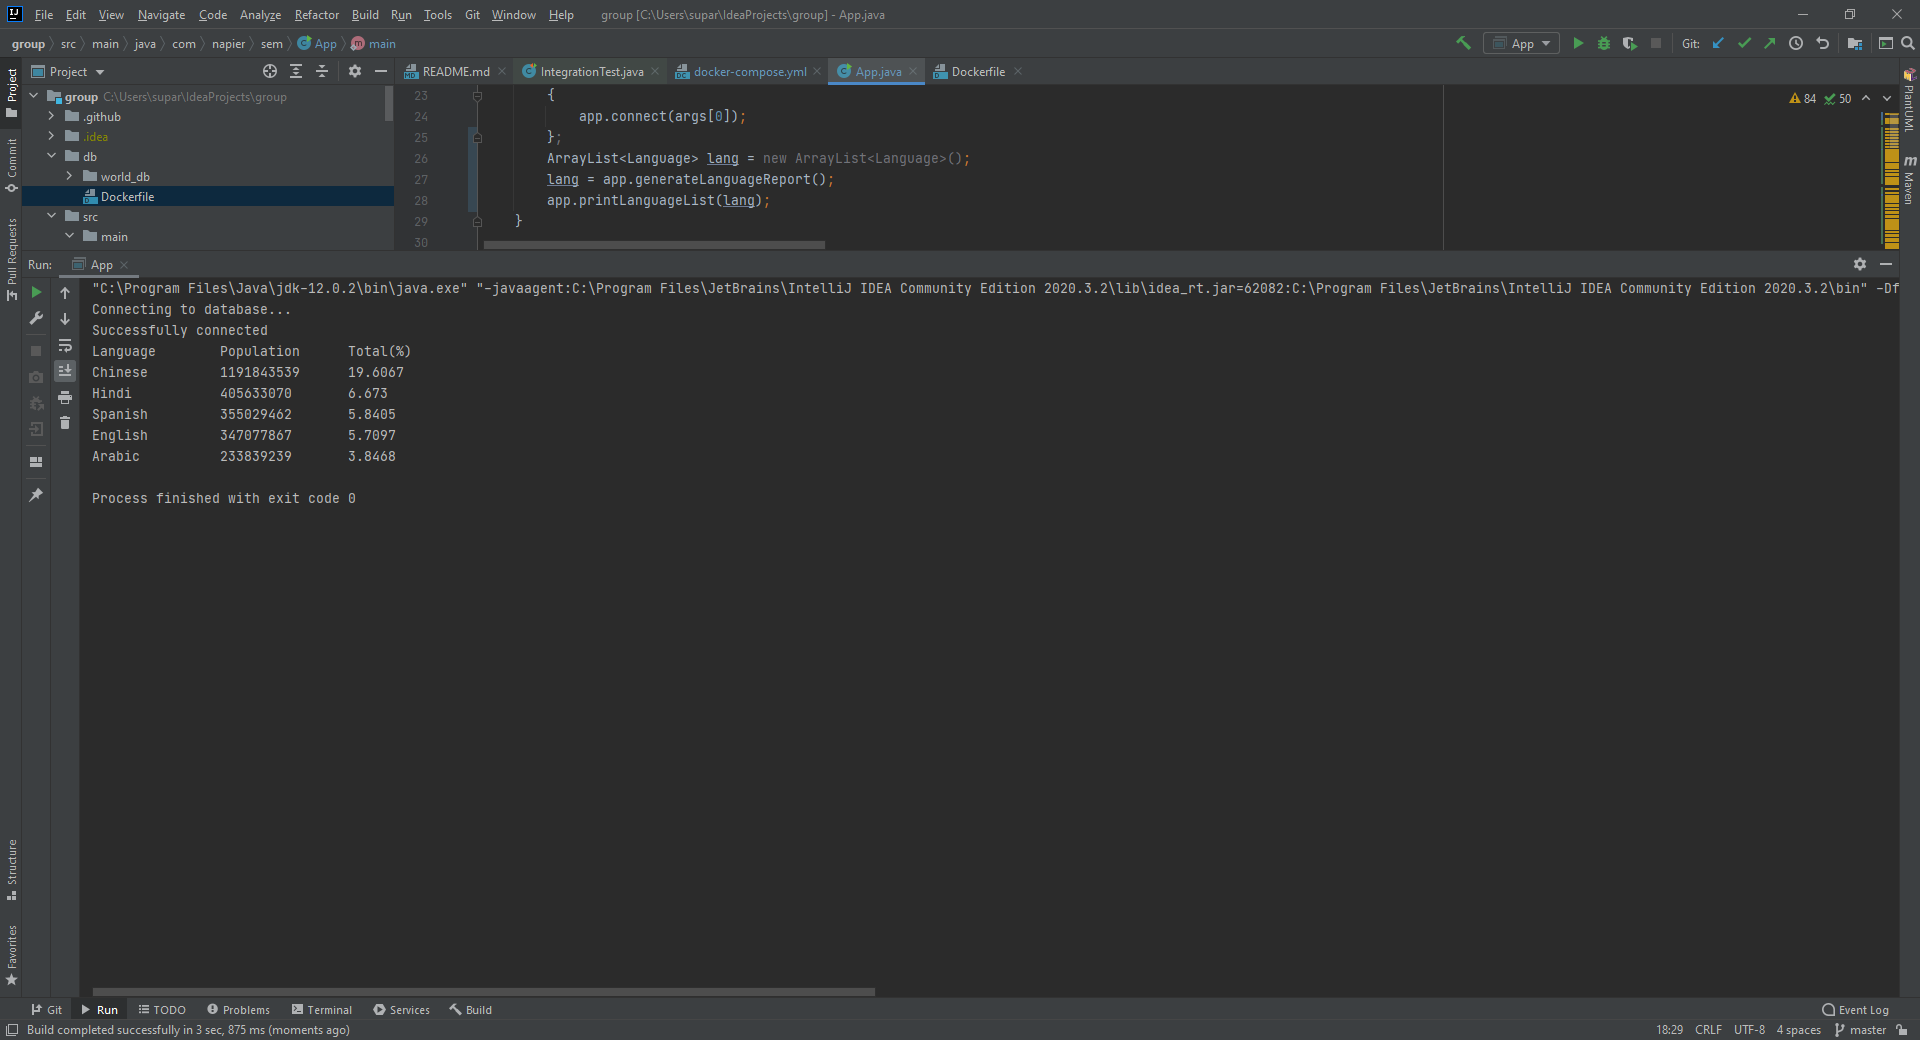 File Edit View Navigate Code Analyze Refactor Build Run Tools Git Window Help group [C:\Users\supar\IdeaProjects\group] - App.java
group src main java com napier sem App main
App Git:
Project
README.md IntegrationTest.java docker-compose.yml App.java Dockerfile
group C:\Users\supar\IdeaProjects\group
.github
.idea
db
world_db
Dockerfile
src
main
23 {
24 app.connect(args[0]);
25 };
26 ArrayList<Language> lang = new ArrayList<Language>();
27 lang = app.generateLanguageReport();
28 app.printLanguageList(lang);
29 }
30
84 50
Project
Commit
Pull Requests
Structure
Favorites
PlantUML
m Maven
Run: App
"C:\Program Files\Java\jdk-12.0.2\bin\java.exe" "-javaagent:C:\Program Files\JetBrains\IntelliJ IDEA Community Edition 2020.3.2\lib\idea_rt.jar=62082:C:\Program Files\JetBrains\IntelliJ IDEA Community Edition 2020.3.2\bin" -Df
Connecting to database...
Successfully connected
Language Population Total(%)
Chinese 1191843539 19.6067
Hindi 405633070 6.673
Spanish 355029462 5.8405
English 347077867 5.7097
Arabic 233839239 3.8468
Process finished with exit code 0
Git Run TODO Problems Terminal Services Build Event Log
Build completed successfully in 3 sec, 875 ms (moments ago) 18:29 CRLF UTF-8 4 spaces master